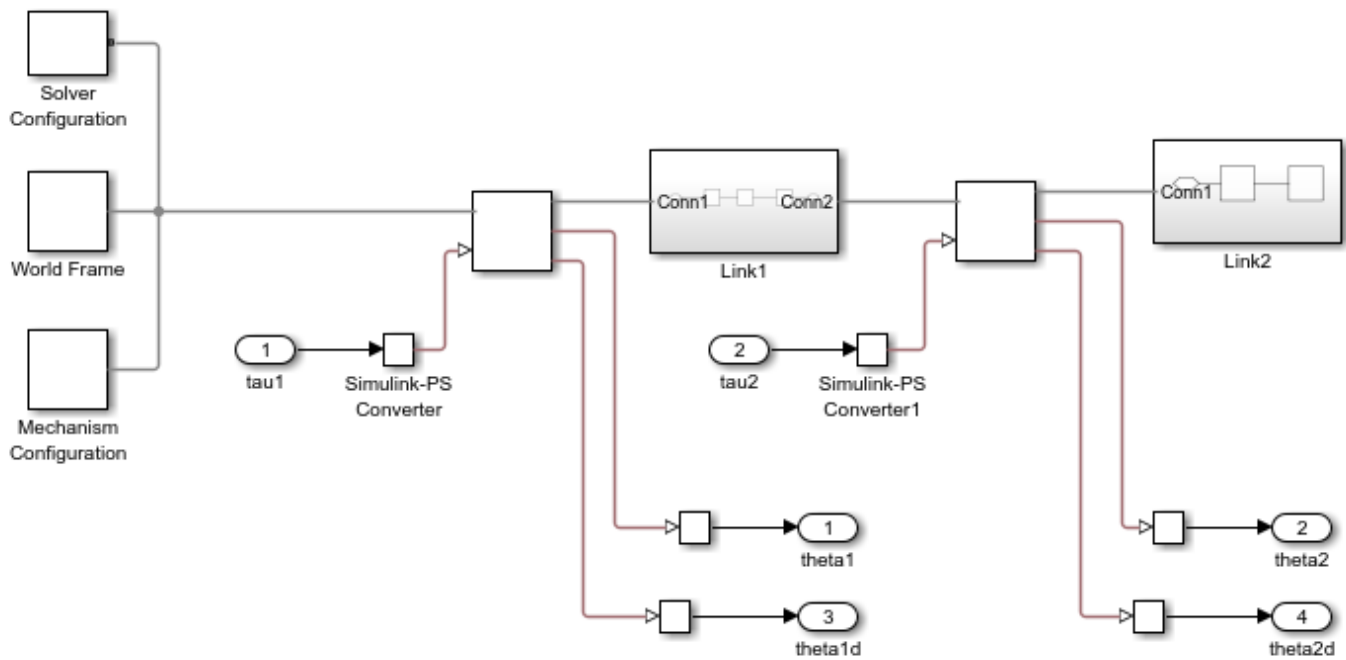 Solver
Configuration
World Frame
Mechanism
Configuration
1
tau1
Simulink-PS
Converter
Conn1
Conn2
Link1
2
tau2
Simulink-PS
Converter1
Conn1
Link2
1
theta1
3
theta1d
2
theta2
4
theta2d